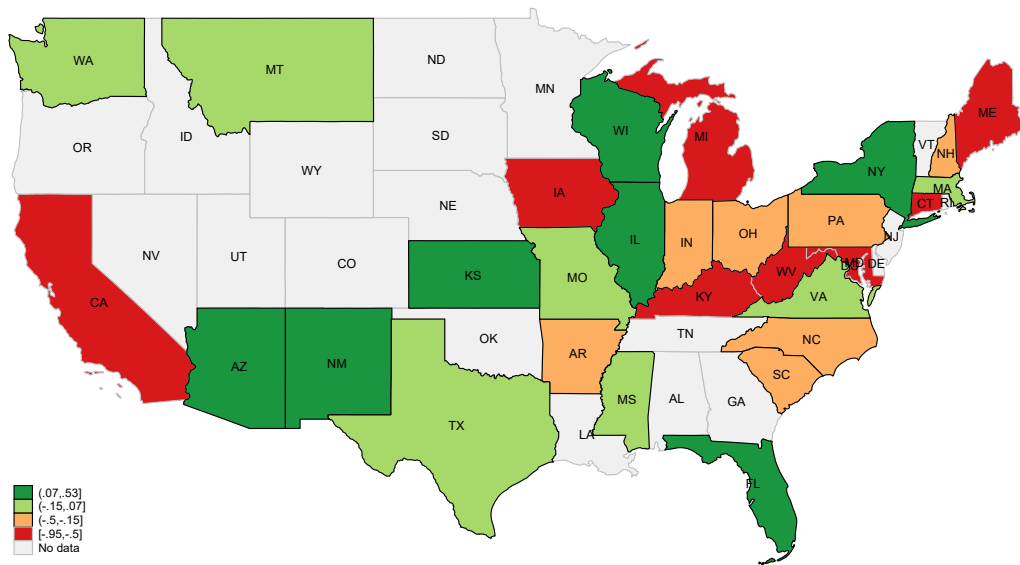 WA
MT
ND
MN
OR
ID
SD
WI
MI
ME
VT
NH
WY
NY
MA
CT
RI
IA
NE
PA
NV
UT
CO
IL
IN
OH
NJ
KS
MO
WV
MD
DE
DC
CA
KY
VA
OK
TN
NC
AZ
NM
AR
SC
TX
MS
AL
GA
LA
FL
(.07,.53]
(-.15,.07]
(-.5,-.15]
[-.95,-.5]
No data